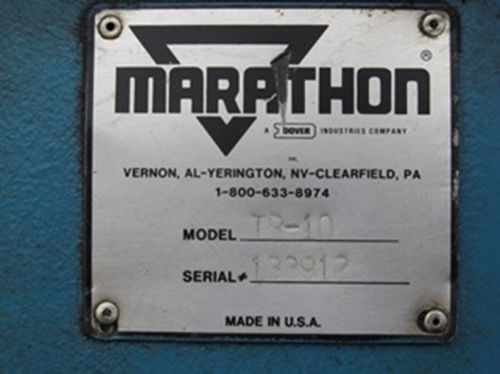 MARATHON®
A DOVER INDUSTRIES COMPANY
VERNON, AL-YERINGTON, NV-CLEARFIELD, PA
1-800-633-8974
MODEL
SERIAL#
MADE IN U.S.A.